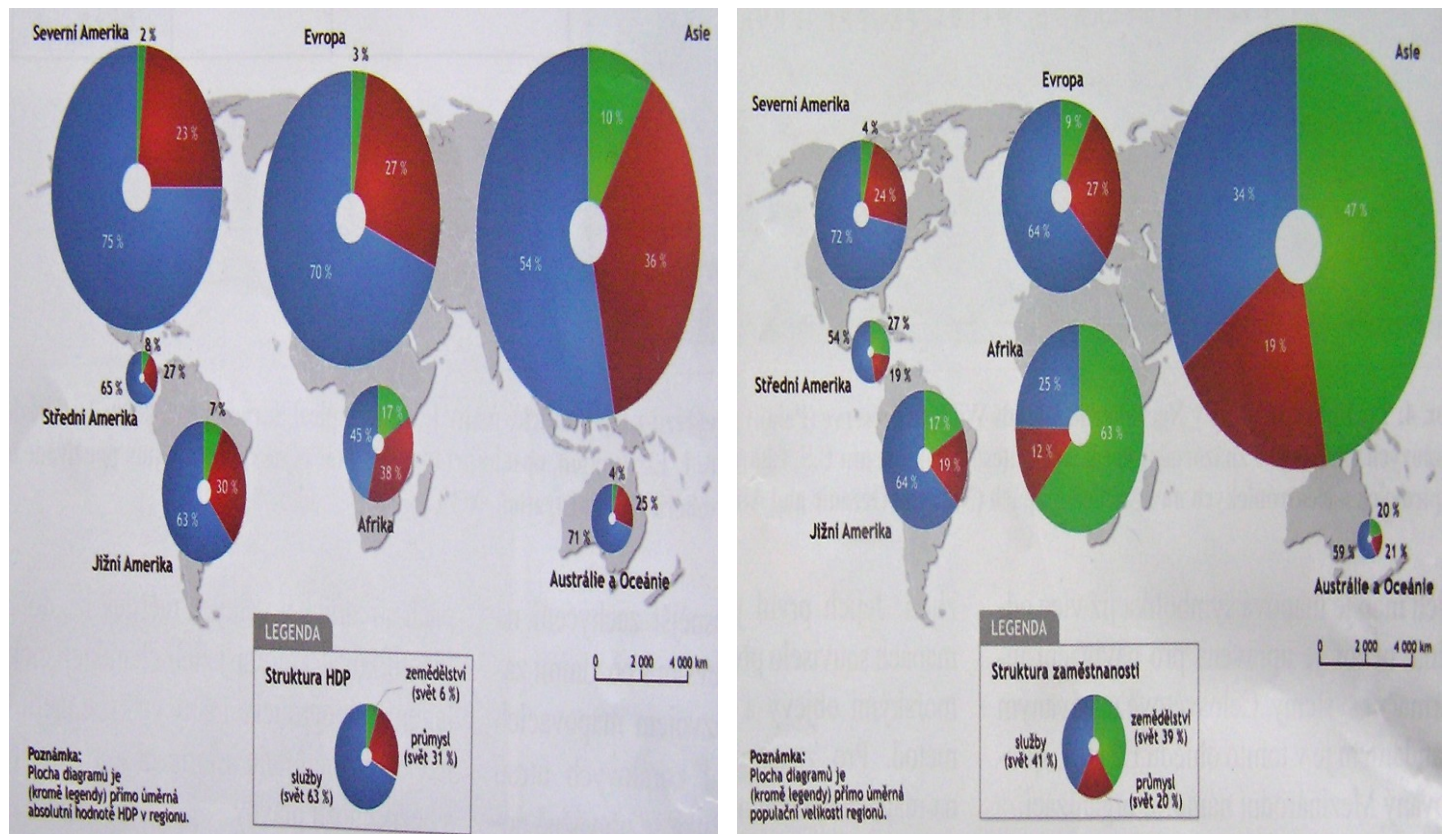 Severní Amerika 2 %
23 %
75 %
Evropa
3 %
27 %
70 %
Asie
10 %
36 %
54 %
8 %
27 %
65 %
Střední Amerika
7 %
30 %
63 %
Jižní Amerika
17 %
45 %
38 %
Afrika
4 %
25 %
71 %
Austrálie a Oceánie
LEGENDA
Struktura HDP
zemědělství
(svět 6 %)
průmysl
(svět 31 %)
služby
(svět 63 %)
0 2 000 4 000 km
Poznámka:
Plocha diagramů je
(kromě legendy) přímo úměrná
absolutní hodnotě HDP v regionu.
Severní Amerika
4 %
24 %
72 %
Evropa
9 %
27 %
64 %
Asie
34 %
47 %
19 %
54 %
27 %
19 %
Střední Amerika
17 %
19 %
64 %
Jižní Amerika
Afrika
25 %
63 %
12 %
20 %
59 %
21 %
Austrálie a Oceánie
LEGENDA
Struktura zaměstnanosti
zemědělství
(svět 39 %)
služby
(svět 41 %)
průmysl
(svět 20 %)
0 2 000 4 000 km
Poznámka:
Plocha diagramů je
(kromě legendy) přímo úměrná
populační velikosti regionů.